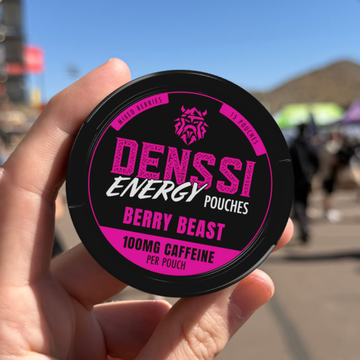 MIXED BERRIES
15 POUCHES
DENSSI
ENERGY POUCHES
BERRY BEAST
100MG CAFFEINE
PER POUCH